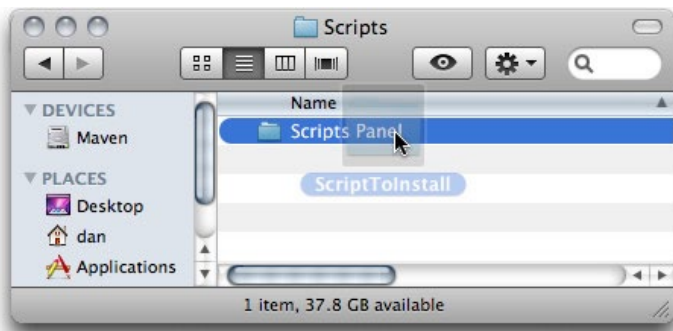 Scripts
DEVICES
Maven
PLACES
Desktop
dan
Applications
Name
Scripts Panel
ScriptToInstall
1 item, 37.8 GB available